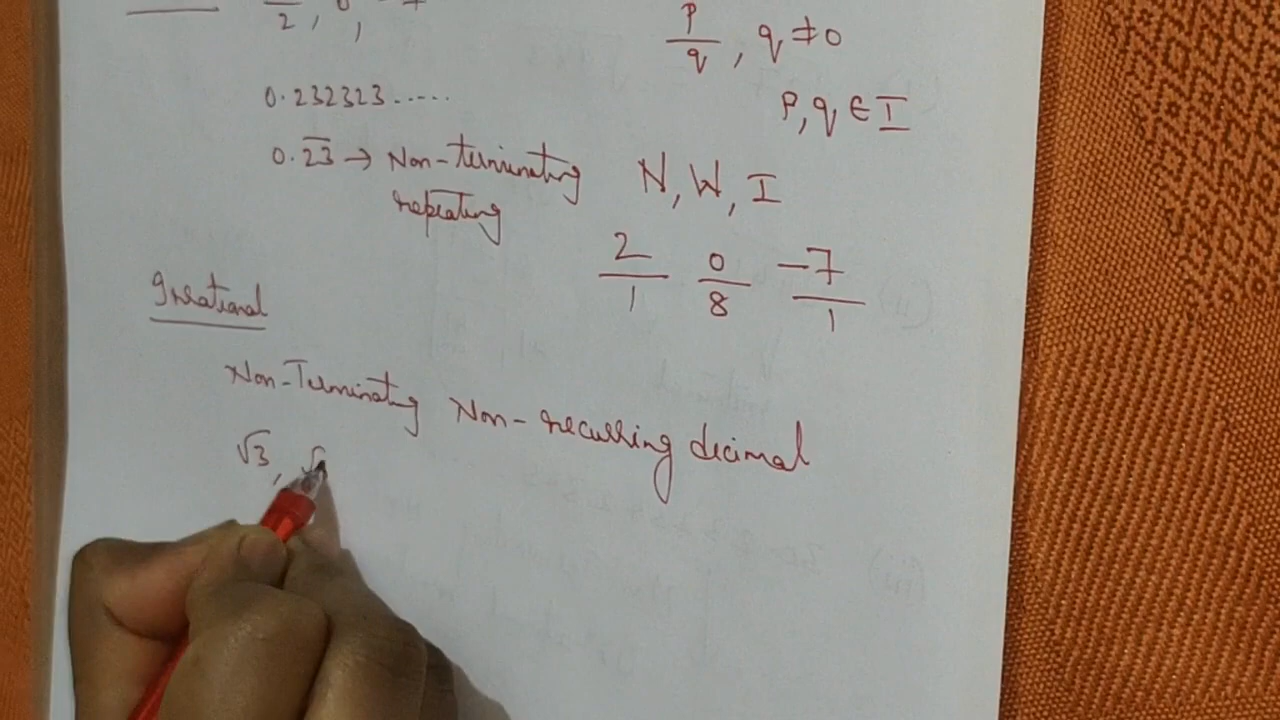 2 ,
P/q , q ≠ 0
0.232323.....
P, q ∈ I
0.2̅3̅ → Non-terminating
repeating
N, W, I
2/1 0/8 -7/1
Irrational
Non-Terminating Non-recurring decimal
√3, √